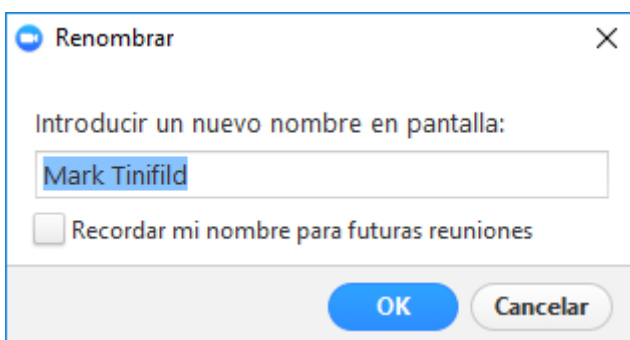 Renombrar
Introducir un nuevo nombre en pantalla:
Mark Tinifild
Recordar mi nombre para futuras reuniones
OK Cancelar